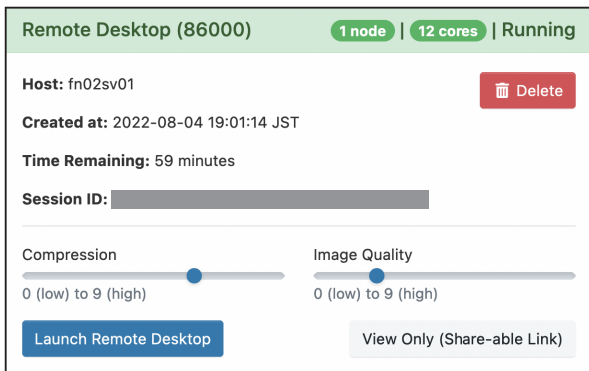 Remote Desktop (86000) 1 node | 12 cores | Running
Host: fn02sv01
Delete
Created at: 2022-08-04 19:01:14 JST
Time Remaining: 59 minutes
Session ID:
Compression
0 (low) to 9 (high)
Image Quality
0 (low) to 9 (high)
Launch Remote Desktop
View Only (Share-able Link)